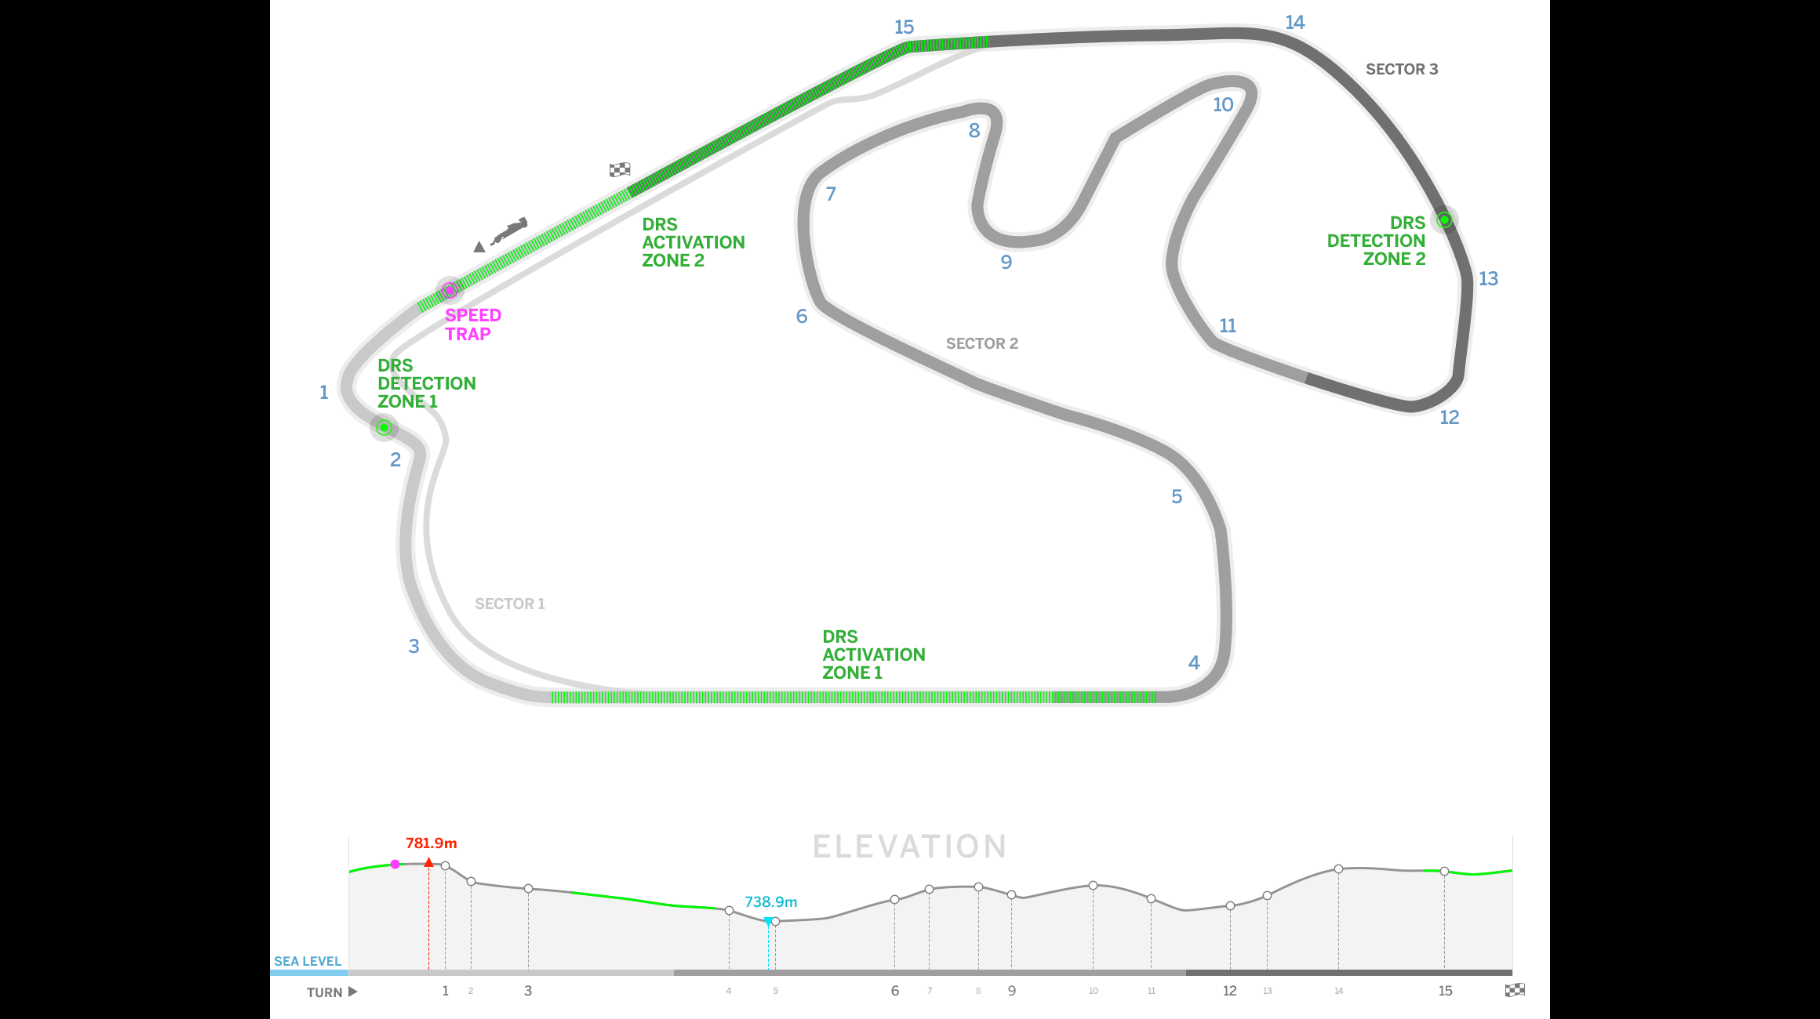 15
14
SECTOR 3
10
8
7
DRS
ACTIVATION
ZONE 2
DRS
DETECTION
ZONE 2
9
13
6
SPEED
TRAP
11
SECTOR 2
DRS
DETECTION
ZONE 1
1
12
2
5
SECTOR 1
3
DRS
ACTIVATION
ZONE 1
4
ELEVATION
781.9m
738.9m
SEA LEVEL
TURN
1 2 3 4 5 6 7 8 9 10 11 12 13 14 15